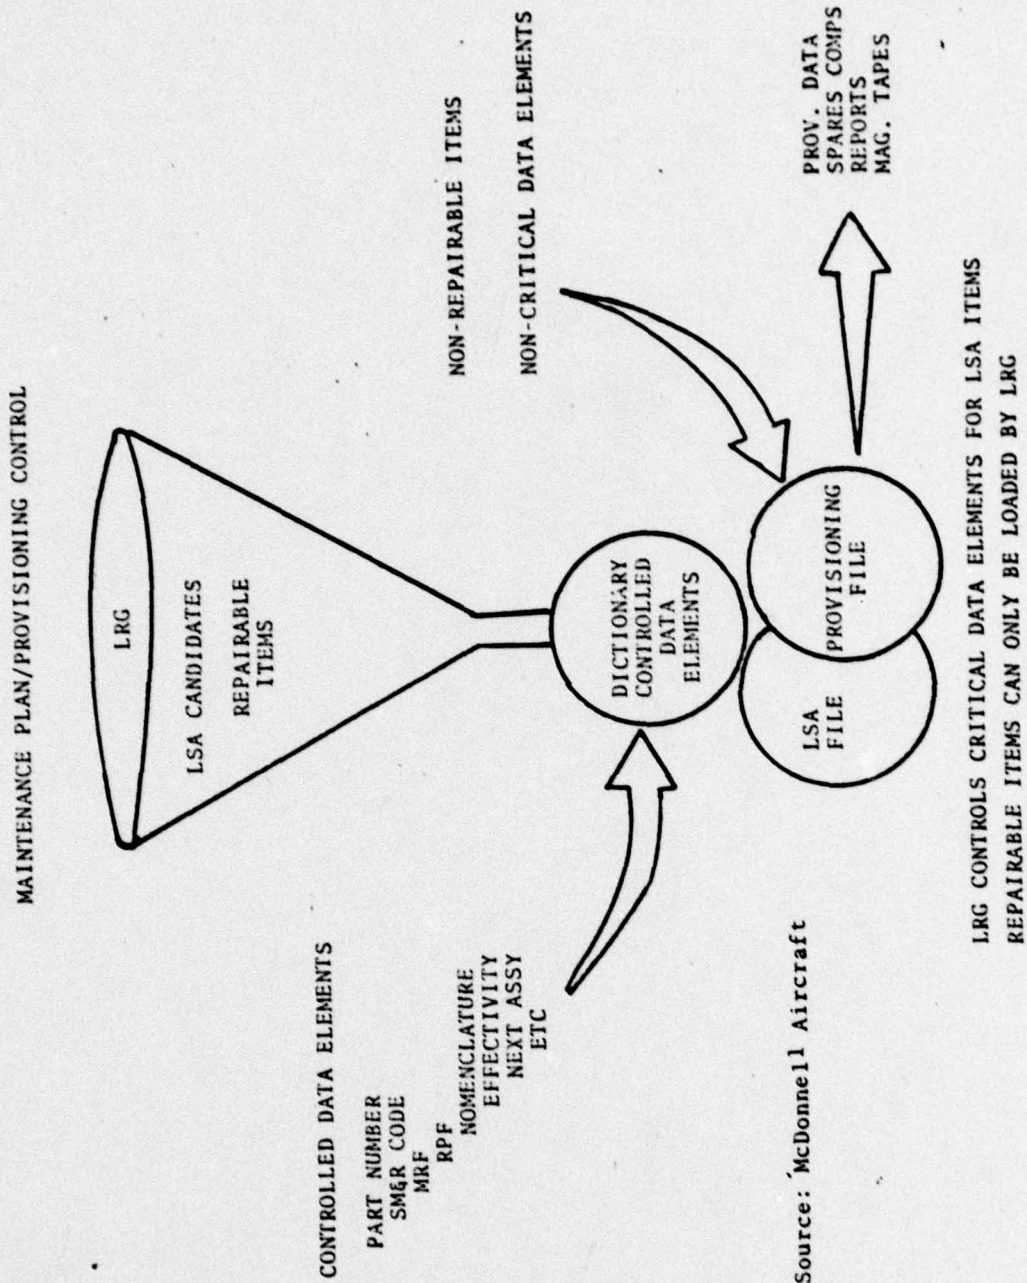 MAINTENANCE PLAN/PROVISIONING CONTROL
LRG
LSA CANDIDATES
REPAIRABLE
ITEMS
CONTROLLED DATA ELEMENTS
PART NUMBER
SM&R CODE
MRF
RPF
NOMENCLATURE
EFFECTIVITY
NEXT ASSY
ETC
NON-REPAIRABLE ITEMS
NON-CRITICAL DATA ELEMENTS
DICTIONARY
CONTROLLED
DATA
ELEMENTS
LSA
FILE
PROVISIONING
FILE
PROV. DATA
SPARES COMPS
REPORTS
MAG. TAPES
Source: McDonnell Aircraft
LRG CONTROLS CRITICAL DATA ELEMENTS FOR LSA ITEMS
REPAIRABLE ITEMS CAN ONLY BE LOADED BY LRG